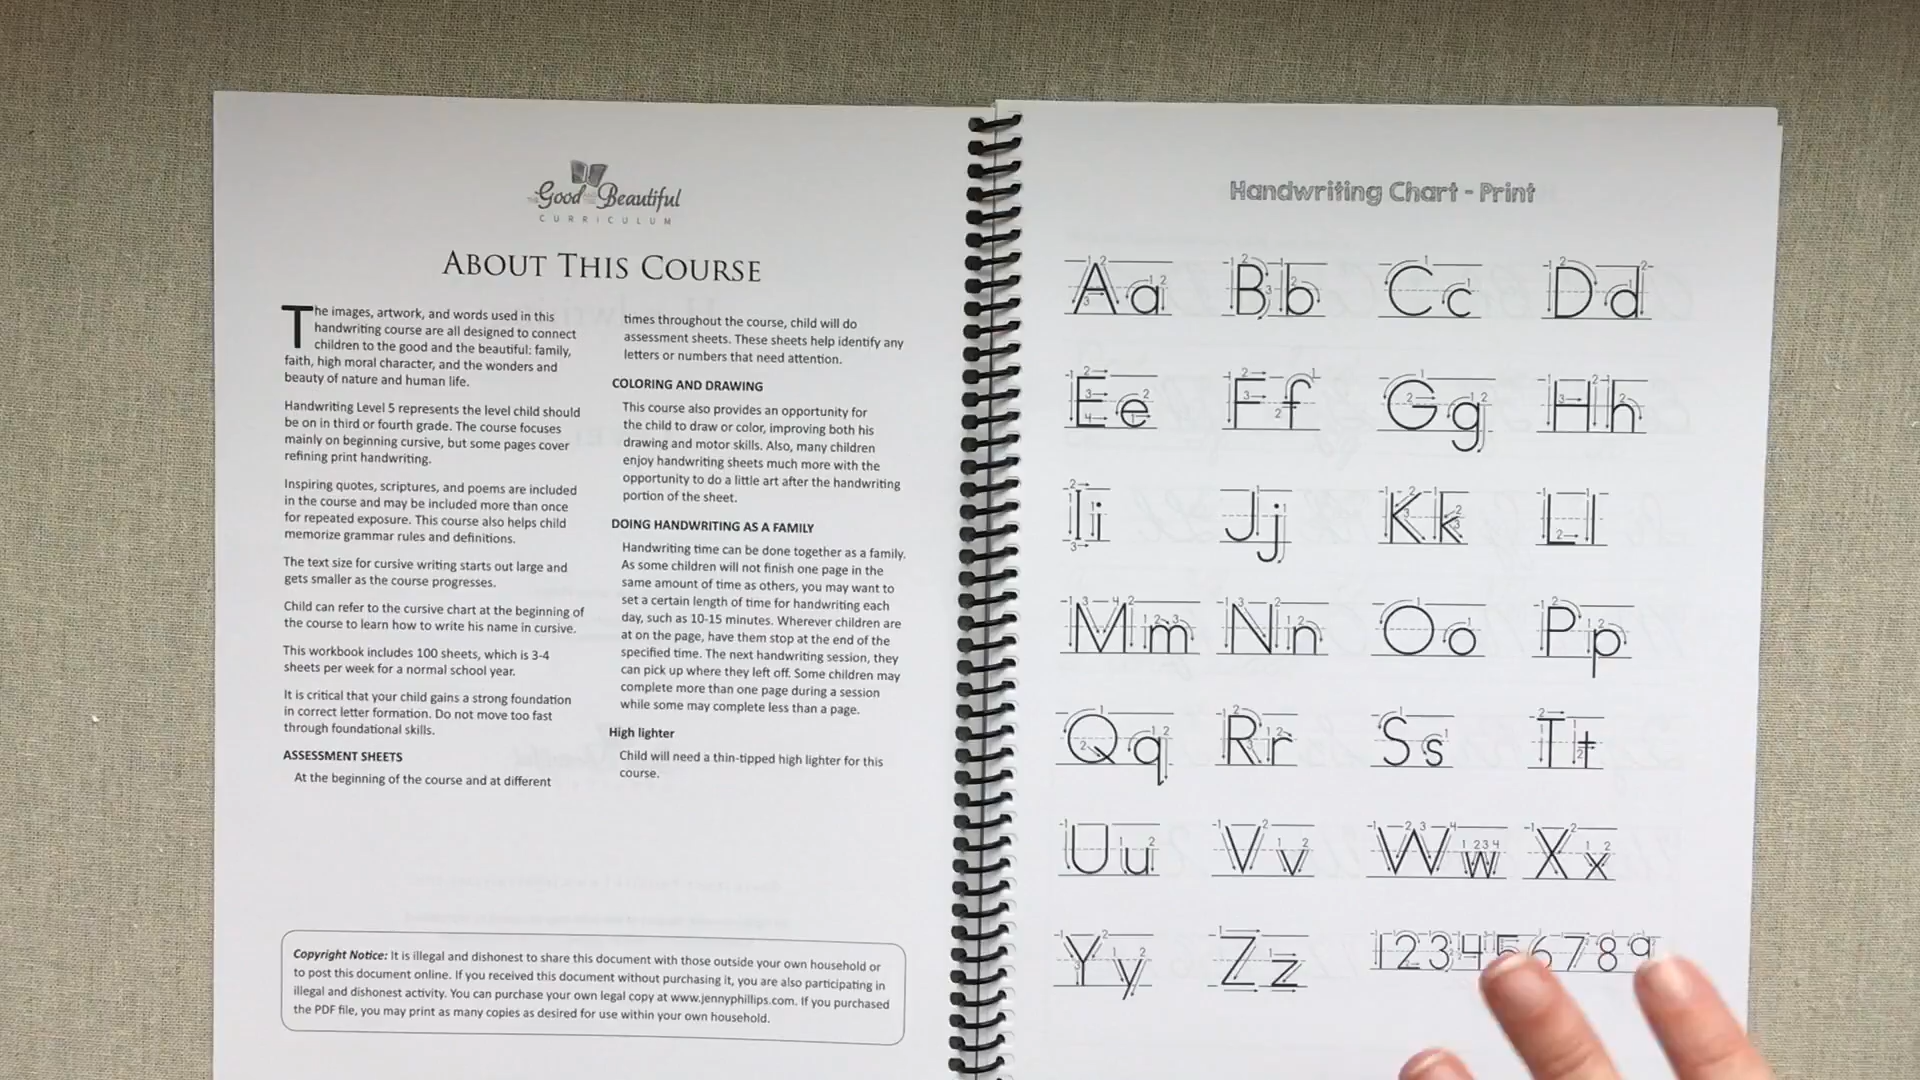 Good and Beautiful
CURRICULUM
ABOUT THIS COURSE
The images, artwork, and words used in this
handwriting course are all designed to connect
children to the good and the beautiful: family,
faith, high moral character, and the wonders and
beauty of nature and human life.
Handwriting Level 5 represents the level child should
be on in third or fourth grade. The course focuses
mainly on beginning cursive, but some pages cover
refining print handwriting.
Inspiring quotes, scriptures, and poems are included
in the course and may be included more than once
for repeated exposure. This course also helps child
memorize grammar rules and definitions.
The text size for cursive writing starts out large and
gets smaller as the course progresses.
Child can refer to the cursive chart at the beginning of
the course to learn how to write his name in cursive.
This workbook includes 100 sheets, which is 3-4
sheets per week for a normal school year.
It is critical that your child gains a strong foundation
in correct letter formation. Do not move too fast
through foundational skills.
ASSESSMENT SHEETS
At the beginning of the course and at different
times throughout the course, child will do
assessment sheets. These sheets help identify any
letters or numbers that need attention.
COLORING AND DRAWING
This course also provides an opportunity for
the child to draw or color, improving both his
drawing and motor skills. Also, many children
enjoy handwriting sheets much more with the
opportunity to do a little art after the handwriting
portion of the sheet.
DOING HANDWRITING AS A FAMILY
Handwriting time can be done together as a family.
As some children will not finish one page in the
same amount of time as others, you may want to
set a certain length of time for handwriting each
day, such as 10-15 minutes. Wherever children are
at on the page, have them stop at the end of the
specified time. The next handwriting session, they
can pick up where they left off. Some children may
complete more than one page during a session
while some may complete less than a page.
High lighter
Child will need a thin-tipped high lighter for this
course.
Copyright Notice: It is illegal and dishonest to share this document with those outside your own household or
to post this document online. If you received this document without purchasing it, you are also participating in
illegal and dishonest activity. You can purchase your own legal copy at www.jennyphillips.com. If you purchased
the PDF file, you may print as many copies as desired for use within your own household.
Handwriting Chart - Print
Aa Bb Cc Dd
Ee Ff Gg Hh
Ii Jj Kk Ll
Mm Nn Oo Pp
Qq Rr Ss Tt
Uu Vv Ww Xx
Yy Zz 123456789